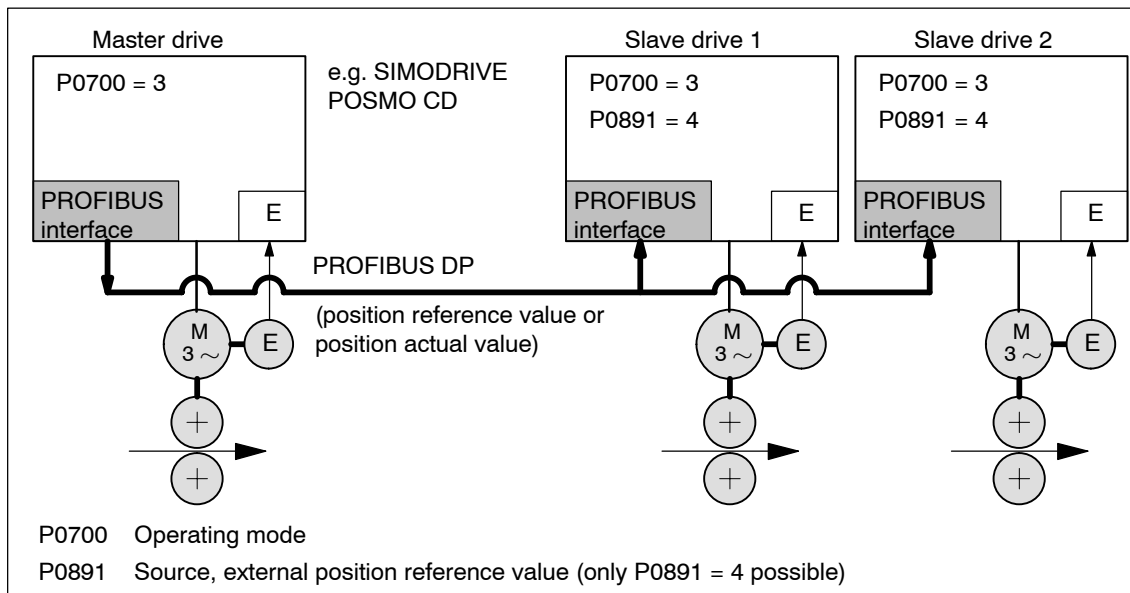 Master drive
P0700 = 3
e.g. SIMODRIVE
POSMO CD
PROFIBUS
interface
E
Slave drive 1
P0700 = 3
P0891 = 4
PROFIBUS
interface
E
Slave drive 2
P0700 = 3
P0891 = 4
PROFIBUS
interface
E
PROFIBUS DP
(position reference value or
position actual value)
M
3 ~
E
M
3 ~
E
M
3 ~
E
+
+
+
+
+
+
P0700 Operating mode
P0891 Source, external position reference value (only P0891 = 4 possible)